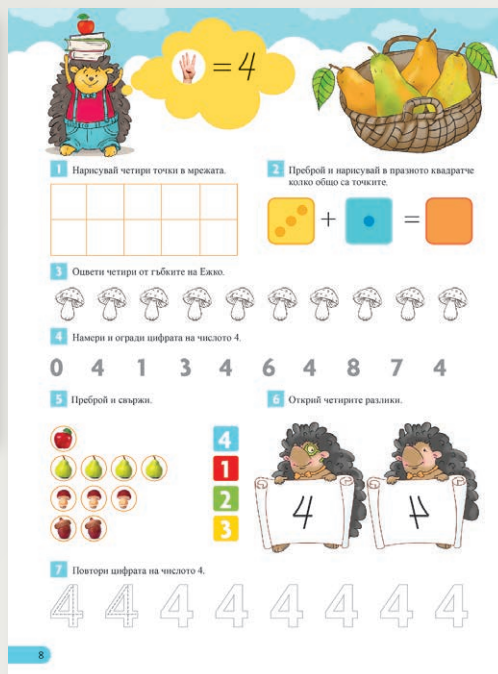 = 4
1 Нарисувай четири точки в мрежата.
2 Преброй и нарисувай в празното квадратче
колко общо са точките.
+ =
3 Оцвети четири от гъбките на Ежко.
4 Намери и огради цифрата на числото 4.
0 4 1 3 4 6 4 8 7 4
5 Преброй и свържи.
4
1
2
3
6 Открий четирите разлики.
4 4
7 Повтори цифрата на числото 4.
4 4 4 4 4 4 4 4
8